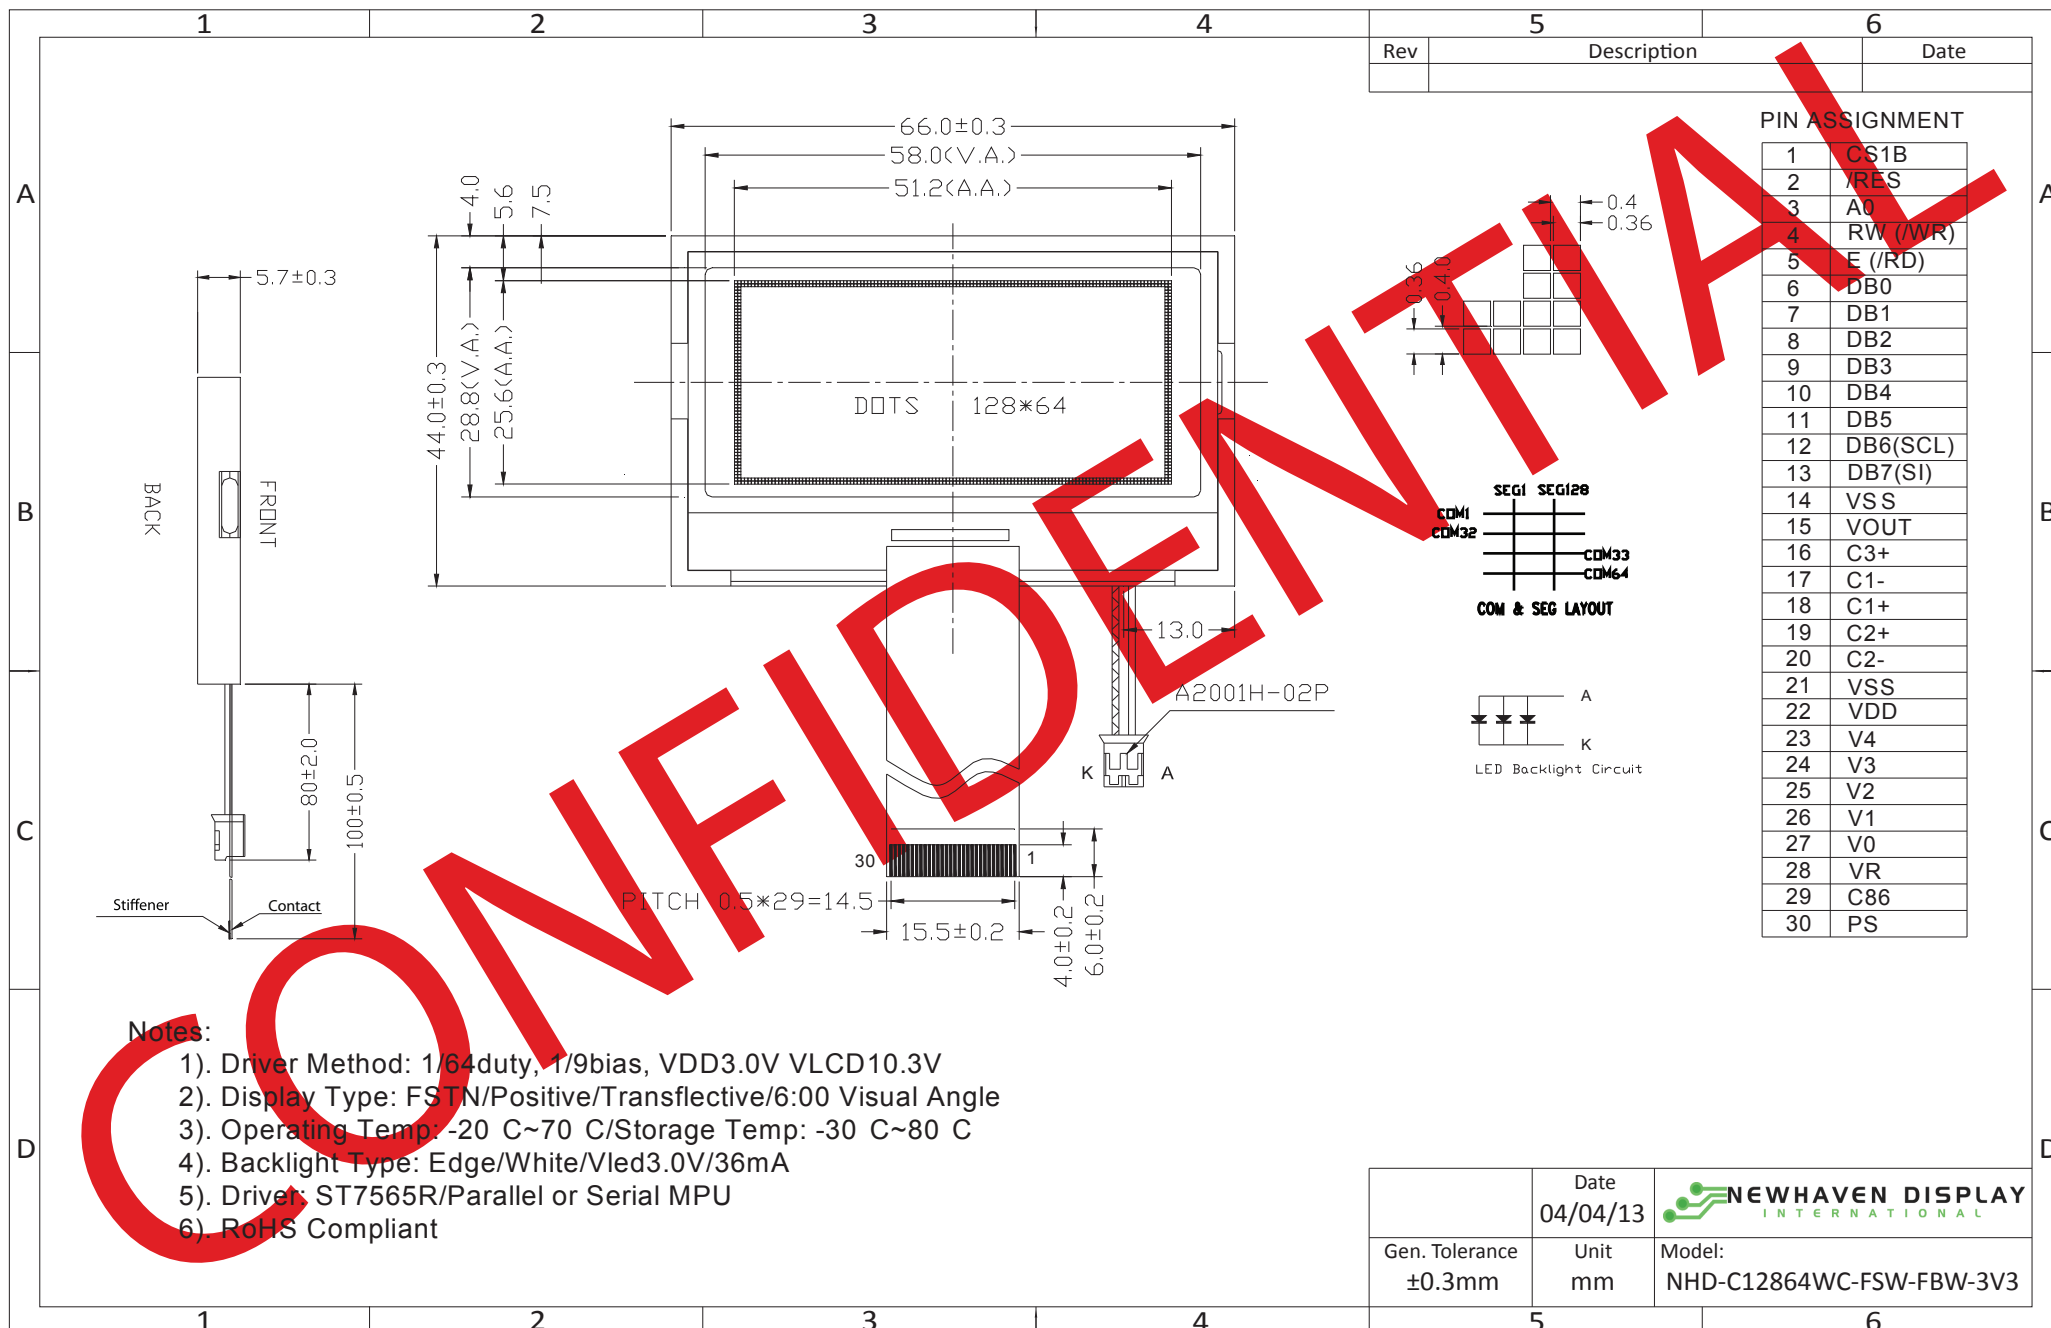 1 2 3 4 5 6
Rev Description Date
A A
B B
C C
D D
CONFIDENTIAL
66.0±0.3
58.0(V.A.)
51.2(A.A.)
4.0
5.6
7.5
44.0±0.3
28.8(V.A.)
25.6(A.A.)
5.7±0.3
DOTS 128*64
BACK
FRONT
80±2.0
100±0.5
Stiffener
Contact
13.0
A2001H-02P
K A
30 1
PITCH 0.5*29=14.5
15.5±0.2
4.0±0.2
6.0±0.2
0.4
0.36
0.36
0.4.0
SEG1 SEG128
COM1
COM32
COM33
COM64
COM & SEG LAYOUT
A
K
LED Backlight Circuit
PIN ASSIGNMENT
1 CS1B
2 /RES
3 A0
4 RW (/WR)
5 E (/RD)
6 DB0
7 DB1
8 DB2
9 DB3
10 DB4
11 DB5
12 DB6(SCL)
13 DB7(SI)
14 VSS
15 VOUT
16 C3+
17 C1-
18 C1+
19 C2+
20 C2-
21 VSS
22 VDD
23 V4
24 V3
25 V2
26 V1
27 V0
28 VR
29 C86
30 PS
Notes:
1). Driver Method: 1/64duty, 1/9bias, VDD3.0V VLCD10.3V
2). Display Type: FSTN/Positive/Transflective/6:00 Visual Angle
3). Operating Temp: -20 C~70 C/Storage Temp: -30 C~80 C
4). Backlight Type: Edge/White/Vled3.0V/36mA
5). Driver: ST7565R/Parallel or Serial MPU
6). RoHS Compliant
Date
04/04/13
NEWHAVEN DISPLAY
INTERNATIONAL
Gen. Tolerance
±0.3mm
Unit
mm
Model:
NHD-C12864WC-FSW-FBW-3V3
1 2 3 4 5 6